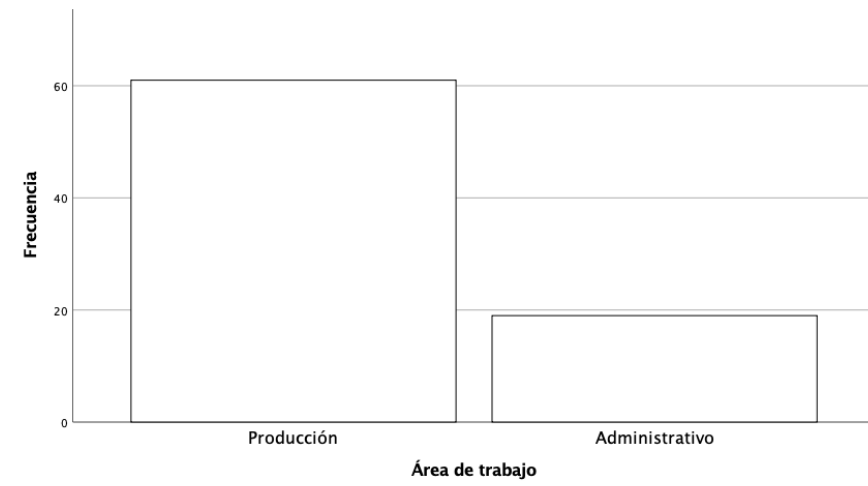 Frecuencia
60
40
20
0
Producción
Administrativo
Área de trabajo